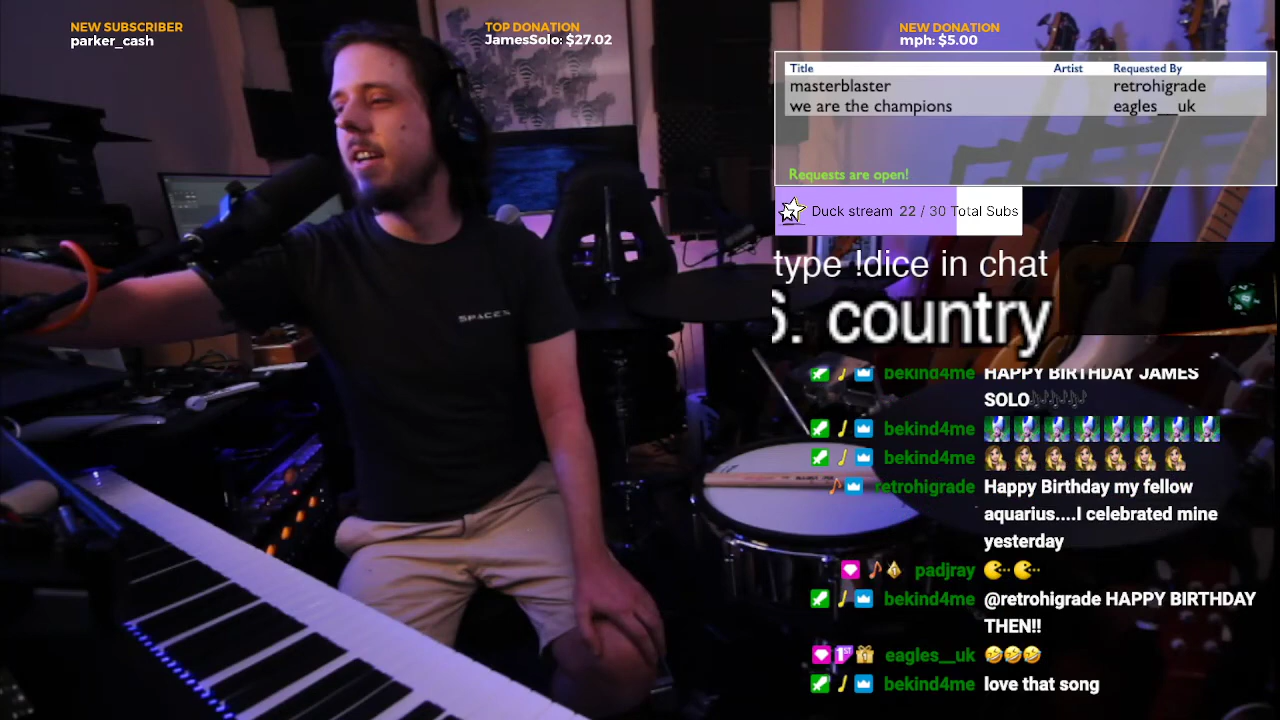 NEW SUBSCRIBER
parker_cash
TOP DONATION
JamesSolo: $27.02
NEW DONATION
mph: $5.00
Title Artist Requested By
masterblaster retrohigrade
we are the champions eagles__uk
Requests are open!
Duck stream 22 / 30 Total Subs
type !dice in chat
6. country
SPACEX
bekind4me HAPPY BIRTHDAY JAMES
SOLO🎶🎶🎶🎶🎶
bekind4me
bekind4me
retrohigrade Happy Birthday my fellow
aquarius....I celebrated mine
yesterday
padjray
bekind4me @retrohigrade HAPPY BIRTHDAY
THEN!!
1ST eagles__uk 🤣🤣🤣
bekind4me love that song